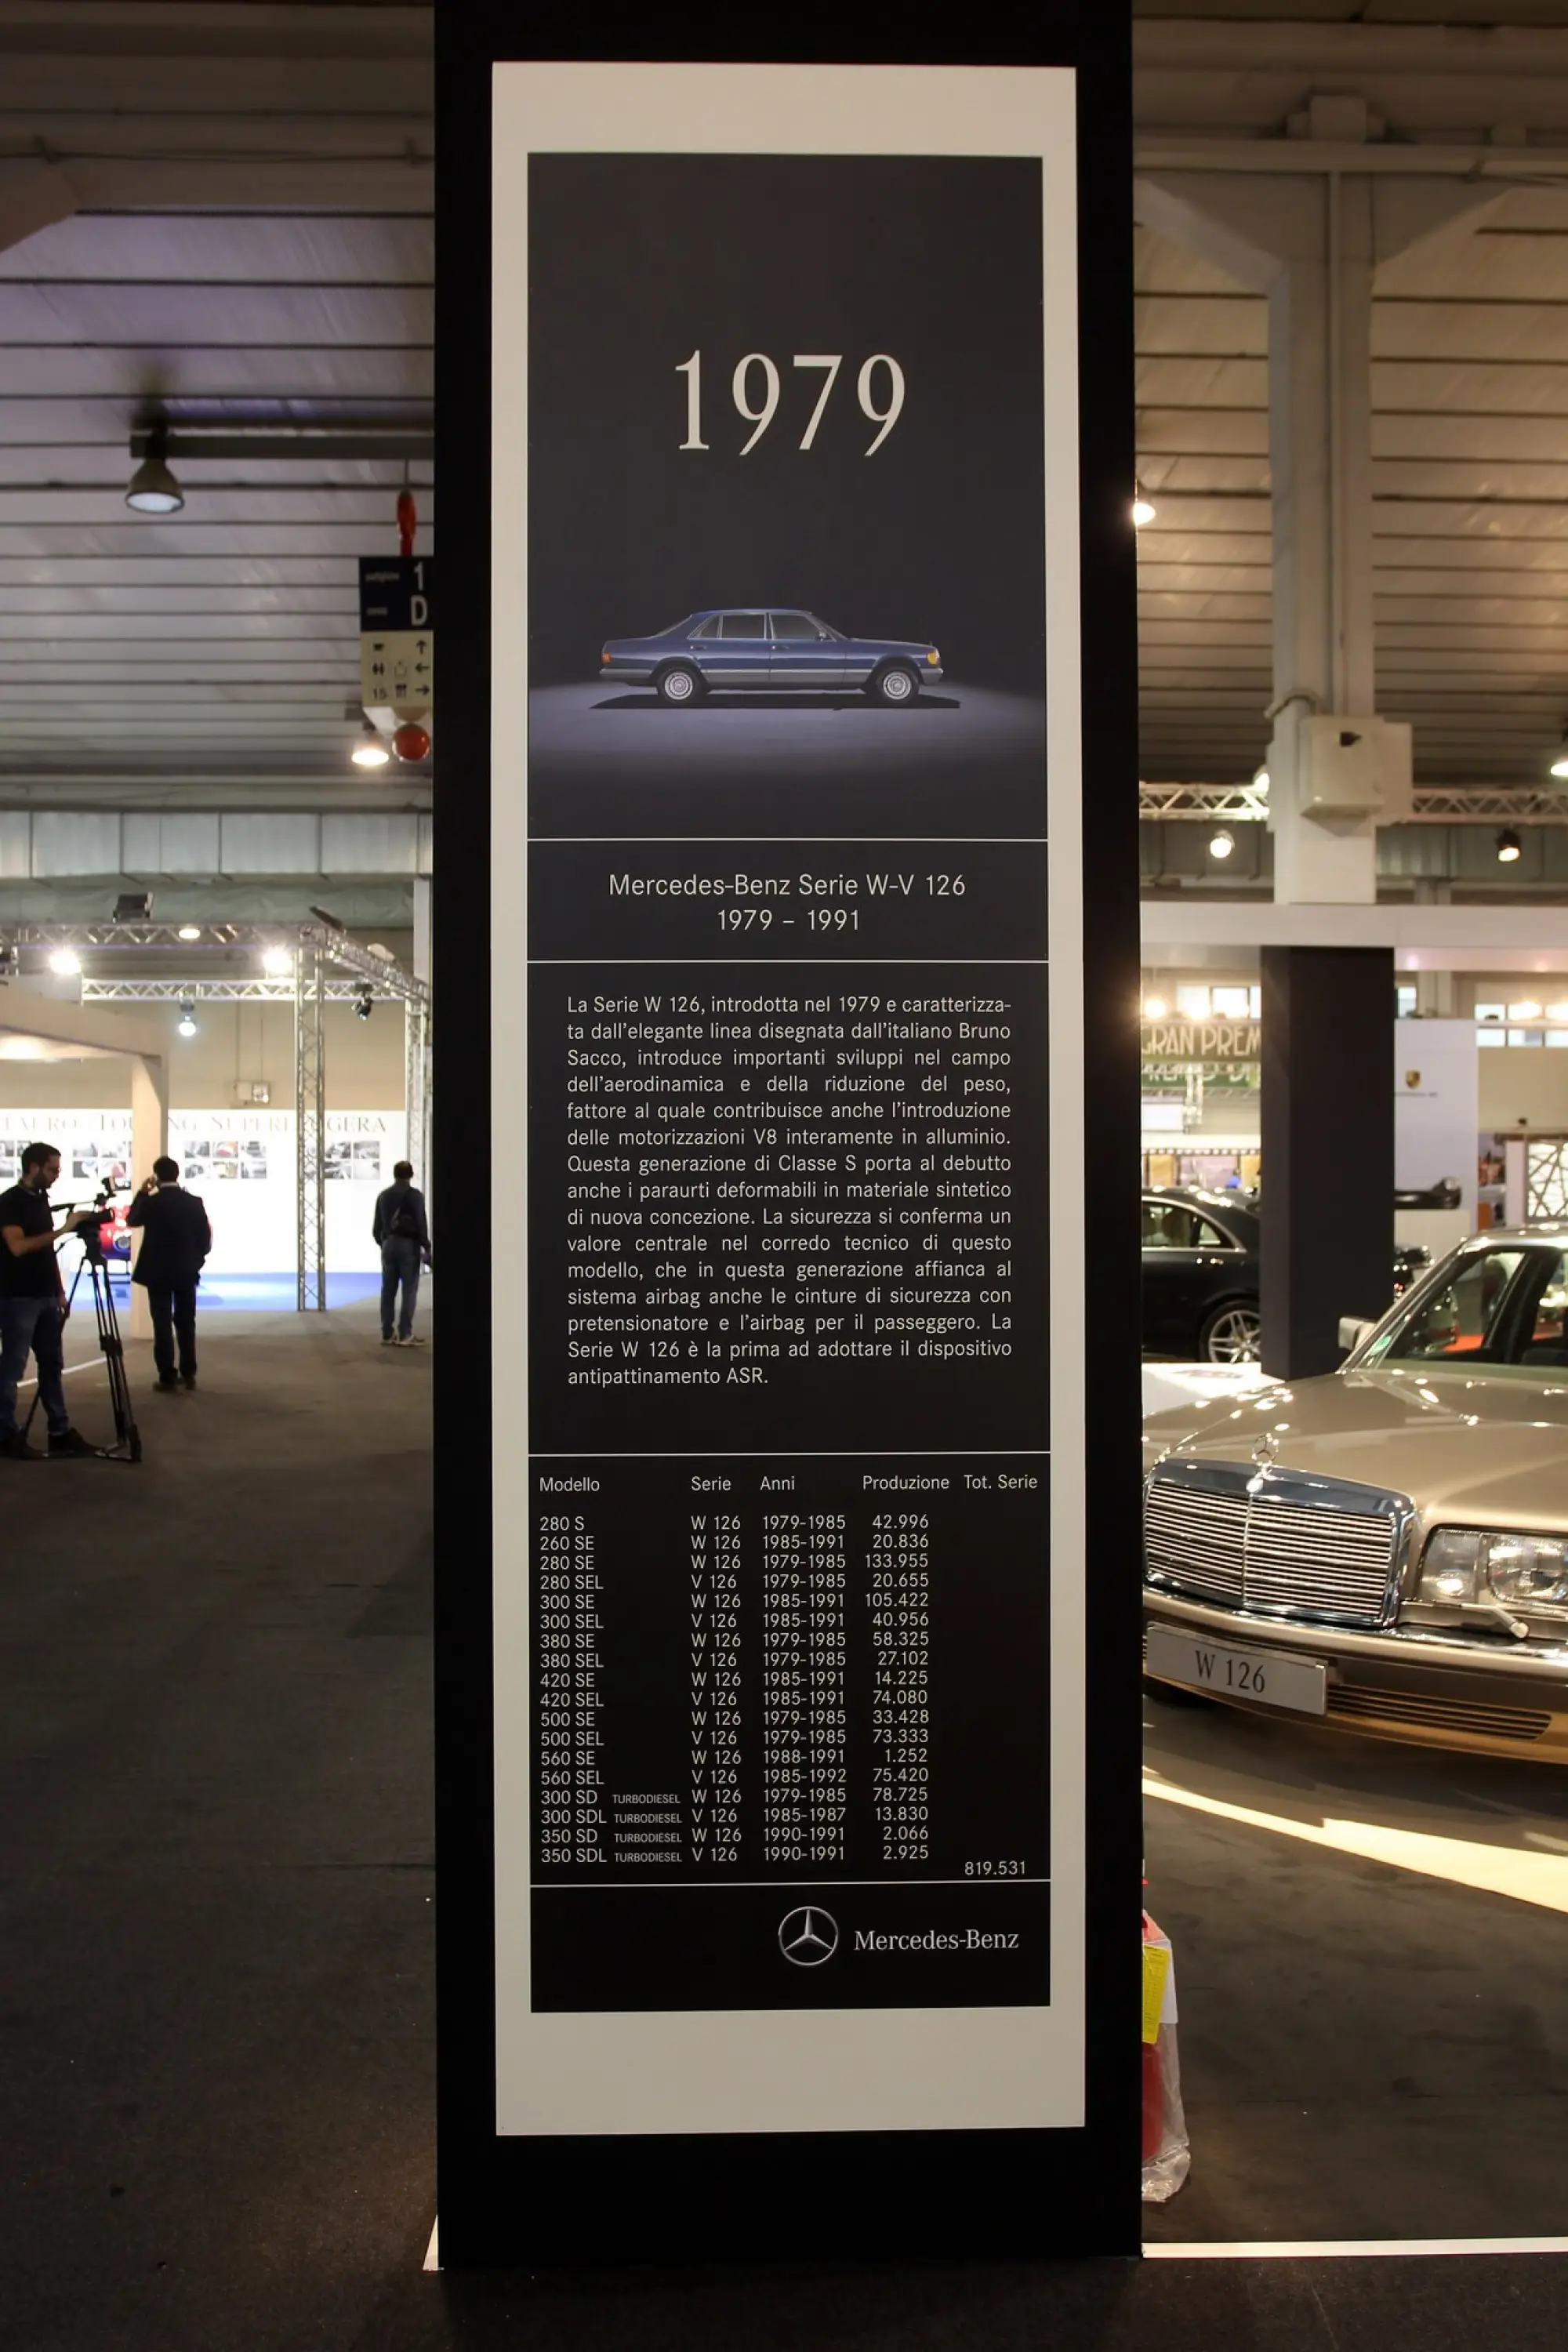 1979
1
D
15
Mercedes-Benz Serie W-V 126
1979 – 1991
La Serie W 126, introdotta nel 1979 e caratterizza-
ta dall'elegante linea disegnata dall'italiano Bruno
Sacco, introduce importanti sviluppi nel campo
dell'aerodinamica e della riduzione del peso,
fattore al quale contribuisce anche l'introduzione
delle motorizzazioni V8 interamente in alluminio.
Questa generazione di Classe S porta al debutto
anche i paraurti deformabili in materiale sintetico
di nuova concezione. La sicurezza si conferma un
valore centrale nel corredo tecnico di questo
modello, che in questa generazione affianca al
sistema airbag anche le cinture di sicurezza con
pretensionatore e l'airbag per il passeggero. La
Serie W 126 è la prima ad adottare il dispositivo
antipattinamento ASR.
Modello Serie Anni Produzione Tot. Serie
280 S W 126 1979-1985 42.996
260 SE W 126 1985-1991 20.836
280 SE W 126 1979-1985 133.955
280 SEL V 126 1979-1985 20.655
300 SE W 126 1985-1991 105.422
300 SEL V 126 1985-1991 40.956
380 SE W 126 1979-1985 58.325
380 SEL V 126 1979-1985 27.102
420 SE W 126 1985-1991 14.225
420 SEL V 126 1985-1991 74.080
500 SE W 126 1979-1985 33.428
500 SEL V 126 1979-1985 73.333
560 SE W 126 1988-1991 1.252
560 SEL V 126 1985-1992 75.420
300 SD TURBODIESEL W 126 1979-1985 78.725
300 SDL TURBODIESEL V 126 1985-1987 13.830
350 SD TURBODIESEL W 126 1990-1991 2.066
350 SDL TURBODIESEL V 126 1990-1991 2.925
819.531
Mercedes-Benz
GRAN PREM
W 126